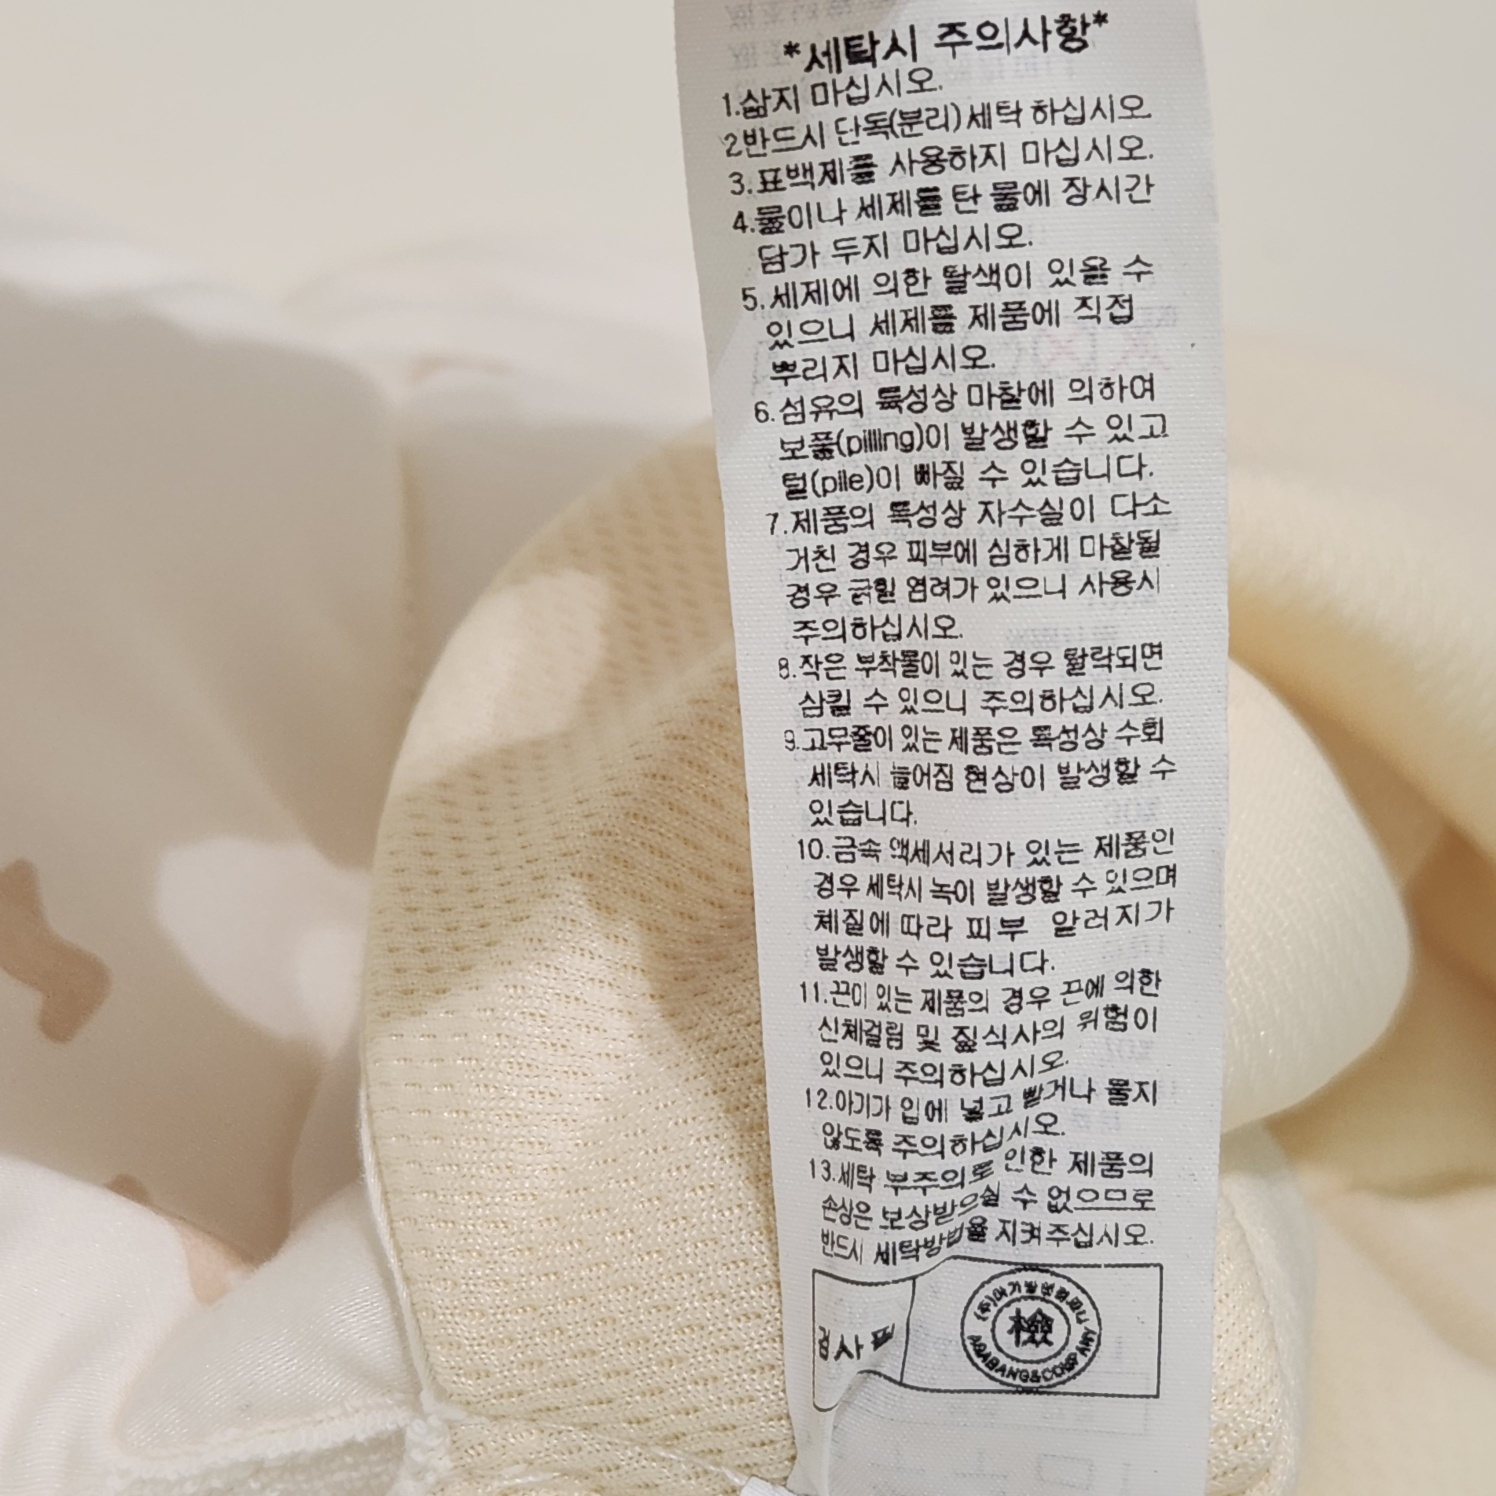 *세탁시 주의사항*
1.삶지 마십시오.
2반드시 단독(분리)세탁 하십시오.
3.표백제를 사용하지 마십시오.
4.물이나 세제를 탄 물에 장시간
담가 두지 마십시오.
5.세제에 의한 탈색이 있을 수
있으니 세제를 제품에 직접
뿌리지 마십시오.
6.섬유의 특성상 마찰에 의하여
보풀(pilling)이 발생할 수 있고
털(pile)이 빠질 수 있습니다.
7.제품의 특성상 자수실이 다소
거친 경우 피부에 심하게 마찰될
경우 긁힐 염려가 있으니 사용시
주의하십시오.
8.작은 부착물이 있는 경우 탈락되면
삼킬 수 있으니 주의하십시오.
9.고무줄이 있는 제품은 특성상 수회
세탁시 늘어짐 현상이 발생할 수
있습니다.
10.금속 액세서리가 있는 제품인
경우 세탁시 녹이 발생할 수 있으며
체질에 따라 피부 알러지가
발생할 수 있습니다.
11.끈이 있는 제품의 경우 끈에 의한
신체걸림 및 질식사의 위험이
있으니 주의하십시오.
12.아기가 입에 넣고 빨거나 물지
않도록 주의하십시오.
13.세탁 부주의로 인한 제품의
손상은 보상받으실 수 없으므로
반드시 세탁방법을 지켜주십시오.
검사필
(주)아가방앤컴퍼니
檢
AGABANG&COMPANY